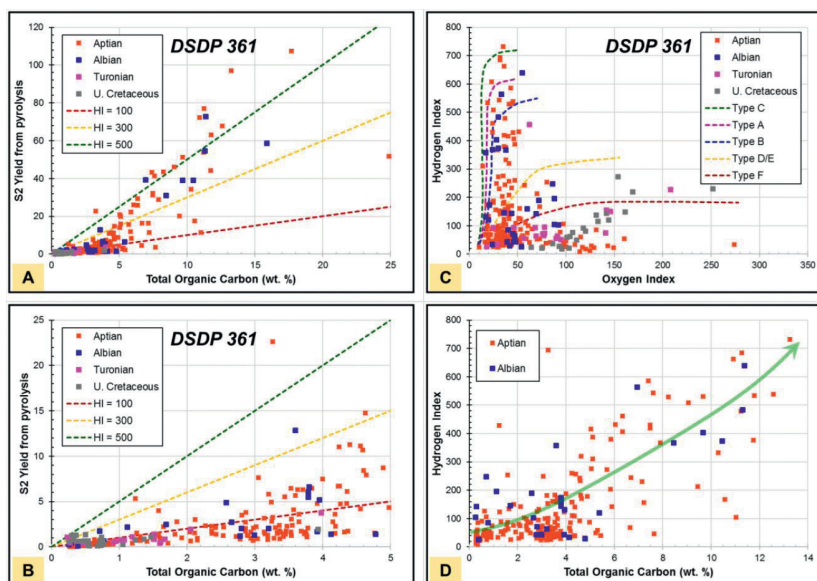 DSDP 361
Aptian
Albian
Turonian
U. Cretaceous
HI = 100
HI = 300
HI = 500
S2 Yield from pyrolysis
120
100
80
60
40
20
0
0 5 10 15 20 25
Total Organic Carbon (wt. %)
A
DSDP 361
Aptian
Albian
Turonian
U. Cretaceous
Type C
Type A
Type B
Type D/E
Type F
Hydrogen Index
800
700
600
500
400
300
200
100
0
0 50 100 150 200 250 300 350
Oxygen Index
C
DSDP 361
Aptian
Albian
Turonian
U. Cretaceous
HI = 100
HI = 300
HI = 500
S2 Yield from pyrolysis
25
20
15
10
5
0
0 1 2 3 4 5
Total Organic Carbon (wt. %)
B
Aptian
Albian
Hydrogen Index
800
700
600
500
400
300
200
100
0
0 2 4 6 8 10 12 14
Total Organic Carbon (wt. %)
D